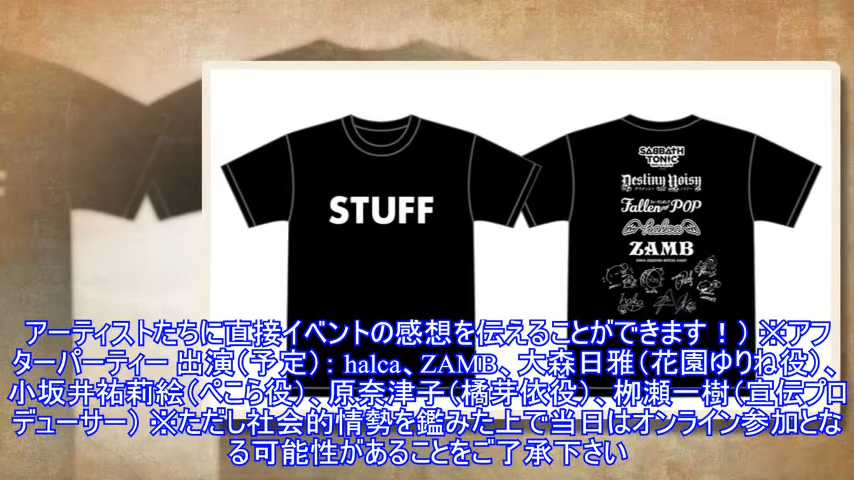 STUFF
SABBATH
TONIC
Destiny Noisy
Fallen POP
halca
ZAMB
アーティストたちに直接イベントの感想を伝えることができます！）※アフ
ターパーティー 出演（予定）: halca、ZAMB、大森日雅（花園ゆりね役）、
小坂井祐莉絵（ぺこら役）、原奈津子（橘芽依役）、栁瀬一樹（宣伝プロ
デューサー）※ただし社会的情勢を鑑みた上で当日はオンライン参加とな
る可能性があることをご了承下さい